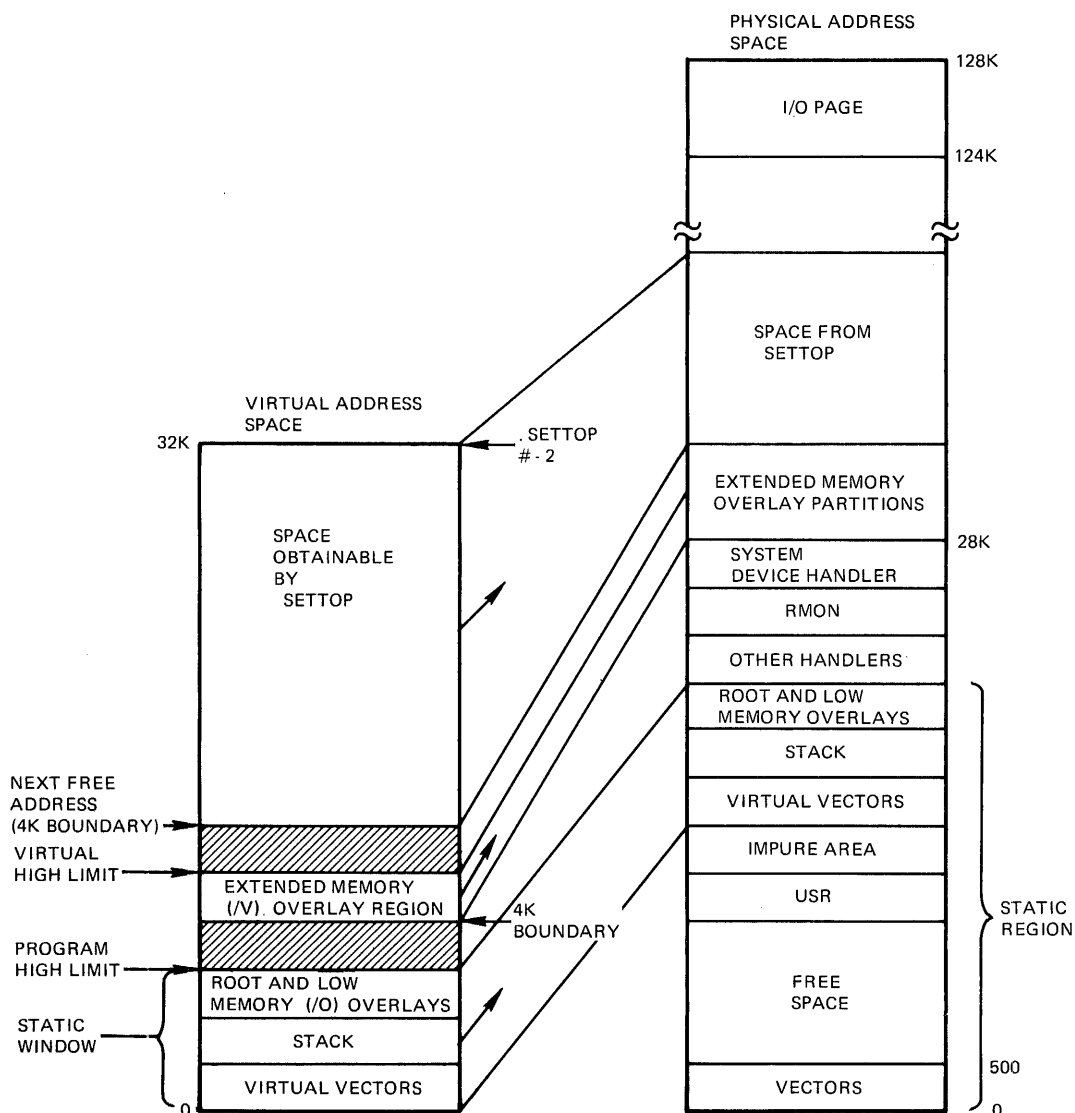 PHYSICAL ADDRESS
SPACE
128K
I/O PAGE
124K
SPACE FROM
SETTOP
EXTENDED MEMORY
OVERLAY PARTITIONS
28K
SYSTEM
DEVICE HANDLER
RMON
OTHER HANDLERS
ROOT AND LOW
MEMORY OVERLAYS
STACK
VIRTUAL VECTORS
IMPURE AREA
USR
FREE
SPACE
500
VECTORS
0
STATIC
REGION
VIRTUAL ADDRESS
SPACE
32K
. SETTOP
# - 2
SPACE
OBTAINABLE
BY
SETTOP
NEXT FREE
ADDRESS
(4K BOUNDARY)
VIRTUAL
HIGH LIMIT
EXTENDED MEMORY
(/V). OVERLAY REGION
4K
BOUNDARY
PROGRAM
HIGH LIMIT
ROOT AND LOW
MEMORY (/O) OVERLAYS
STATIC
WINDOW
STACK
VIRTUAL VECTORS
0